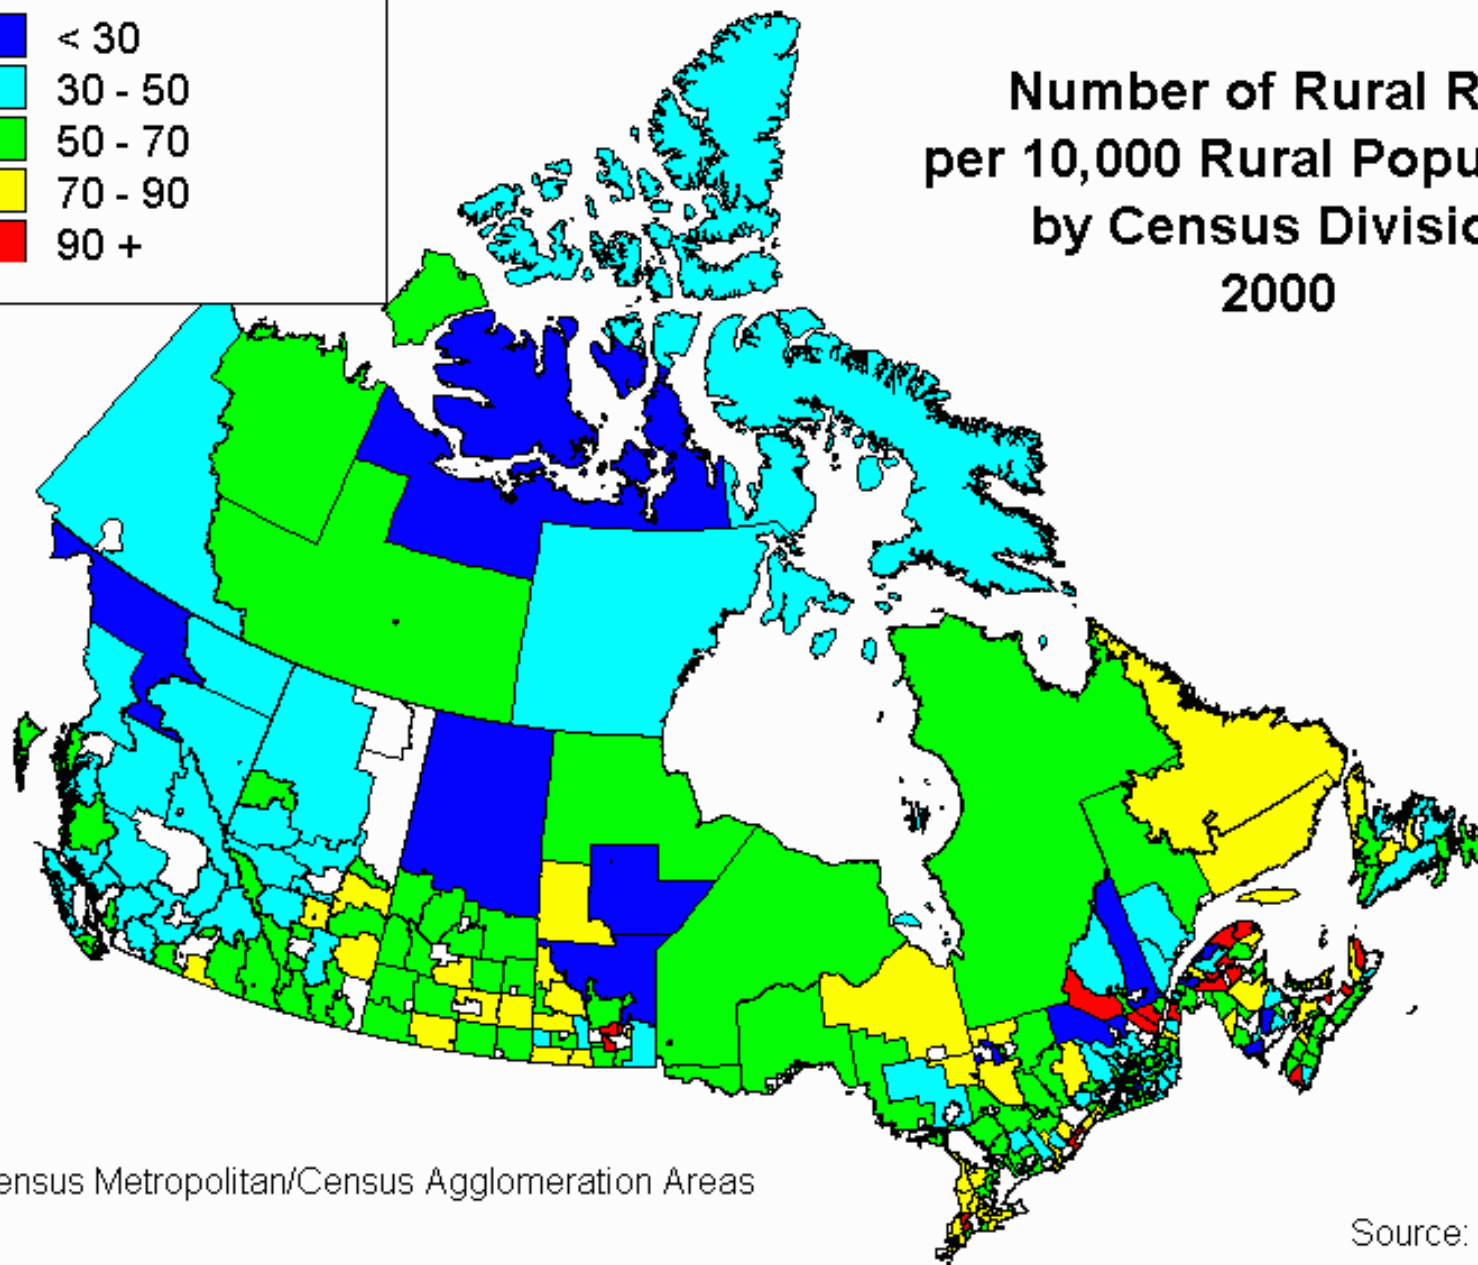 < 30
30 - 50
50 - 70
70 - 90
90 +
Number of Rural R
per 10,000 Rural Popu
by Census Divisio
2000
ensus Metropolitan/Census Agglomeration Areas
Source: